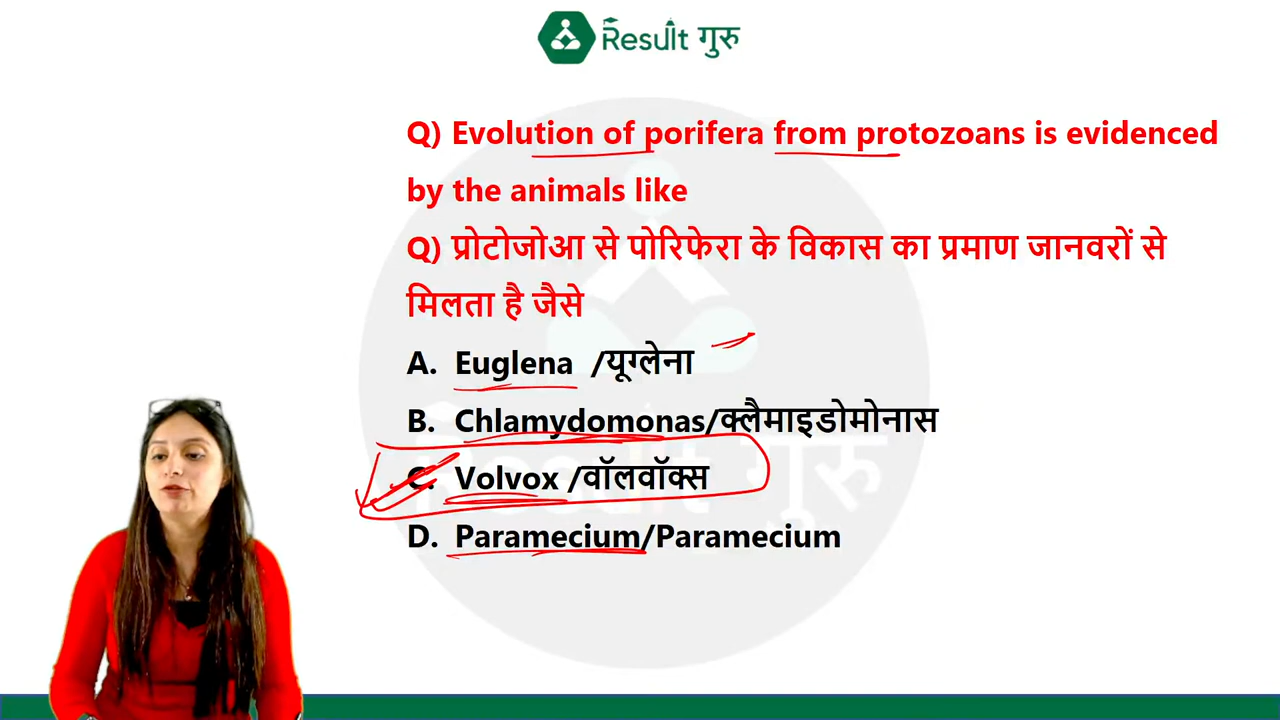 Result गुरु
Q) Evolution of porifera from protozoans is evidenced
by the animals like
Q) प्रोटोजोआ से पोरिफेरा के विकास का प्रमाण जानवरों से
मिलता है जैसे
A. Euglena /यूग्लेना
B. Chlamydomonas/क्लैमाइडोमोनास
C. Volvox /वॉलवॉक्स
D. Paramecium/Paramecium
Result गुरु